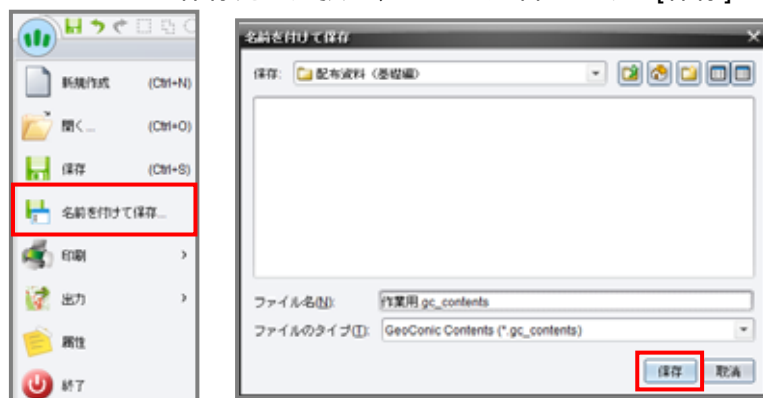 [保存]
新規作成 (Ctrl+N)
開く... (Ctrl+O)
保存 (Ctrl+S)
名前を付けて保存...
印刷 >
出力 >
属性
終了
名前を付けて保存
保存: 配布資料（基礎編）
ファイル名(N): 作業用.gc_contents
ファイルのタイプ(T): GeoConic Contents (*.gc_contents)
保存 取消